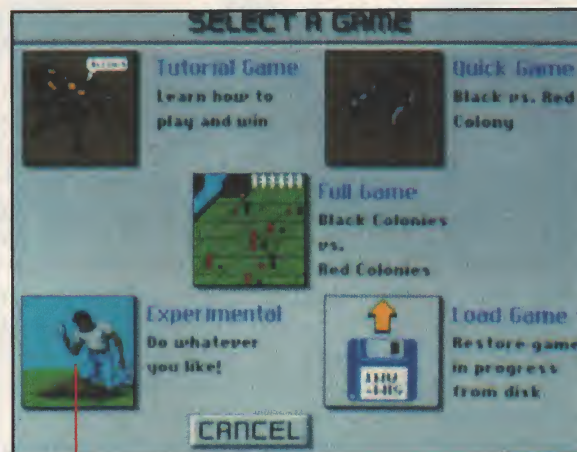 SELECT A GAME
Tutorial Game
Learn how to
play and win
Quick Game
Black vs. Red
Colony
Full Game
Black Colonies
vs.
Red Colonies
Experimental
Do whatever
you like!
Load Game
Restore game
in progress
from disk
CANCEL